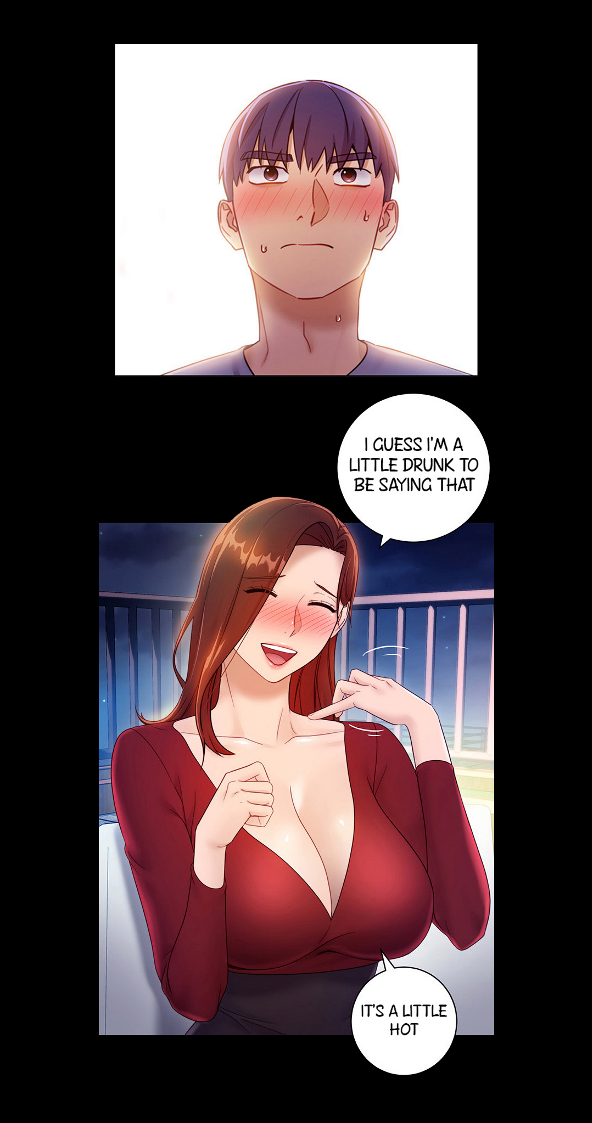 I GUESS I'M A
LITTLE DRUNK TO
BE SAYING THAT
IT'S A LITTLE
HOT